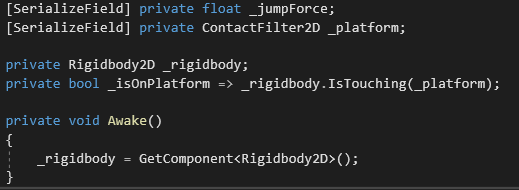 [SerializeField] private float _jumpForce;
[SerializeField] private ContactFilter2D _platform;
private Rigidbody2D _rigidbody;
private bool _isOnPlatform => _rigidbody.IsTouching(_platform);
private void Awake()
{
_rigidbody = GetComponent<Rigidbody2D>();
}